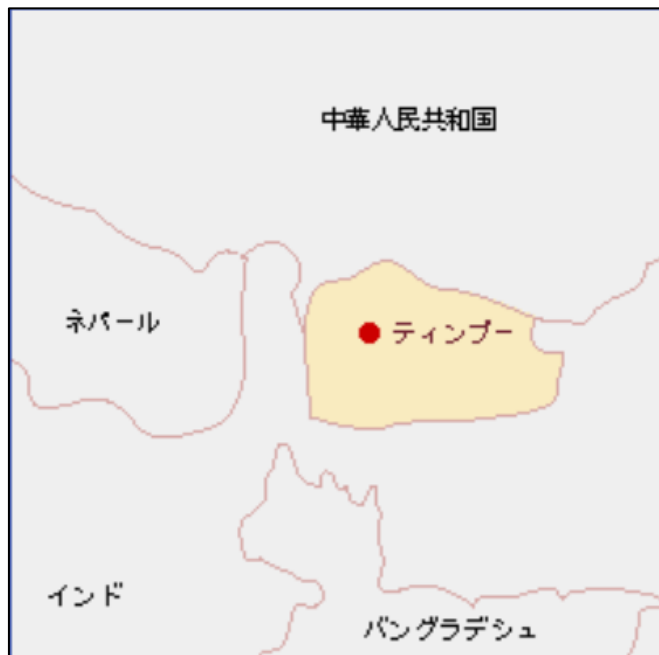 中華人民共和国
ネパール
ティンプー
インド
バングラデシュ